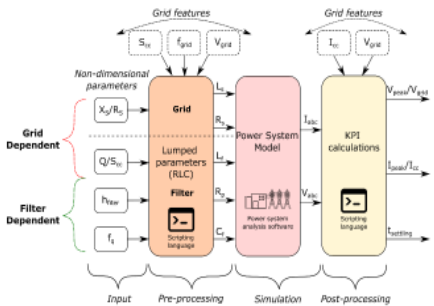 Grid features
Grid features
S_cc
f_grid
V_grid
I_cc
V_grid
Non-dimensional
parameters
X_S/R_S
Q/S_cc
h_filter
Grid
Dependent
Filter
Dependent
Grid
Lumped
parameters
(RLC)
Filter
Scripting
language
L_s
R_s
L_f
R_p
C_f
Power System
Model
Power system
analysis software
I_abc
V_abc
KPI
calculations
Scripting
language
V_peak/V_grid
I_peak/I_cc
t_settling
Input
Pre-processing
Simulation
Post-processing